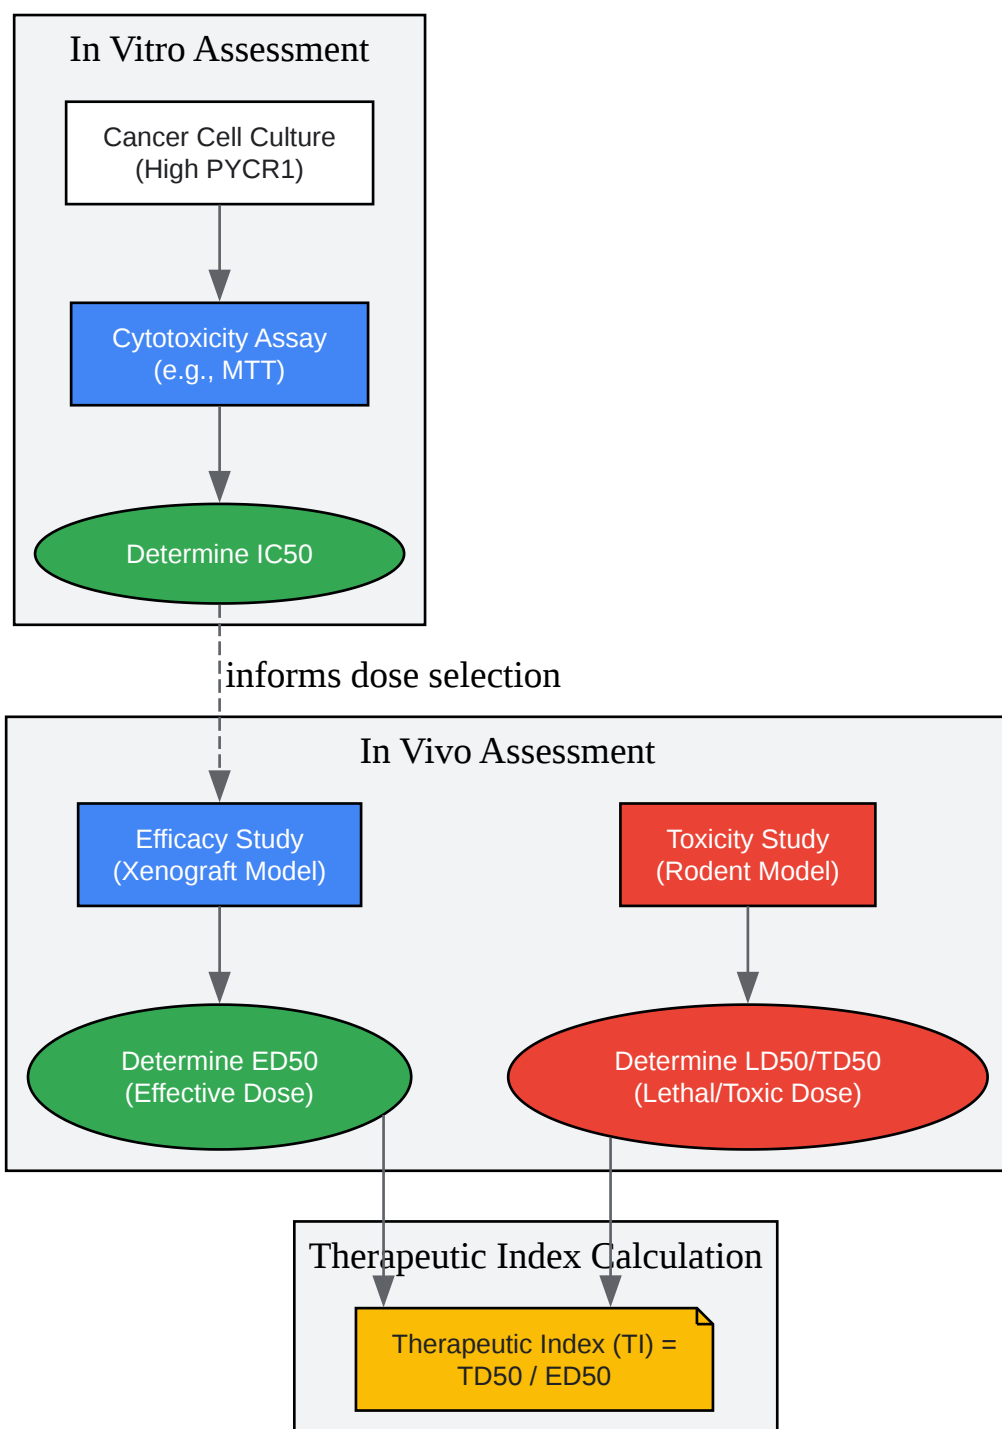 In Vitro Assessment
Cancer Cell Culture
(High PYCR1)
Cytotoxicity Assay
(e.g., MTT)
Determine IC50
informs dose selection
In Vivo Assessment
Efficacy Study
(Xenograft Model)
Toxicity Study
(Rodent Model)
Determine ED50
(Effective Dose)
Determine LD50/TD50
(Lethal/Toxic Dose)
Therapeutic Index Calculation
Therapeutic Index (TI) =
TD50 / ED50